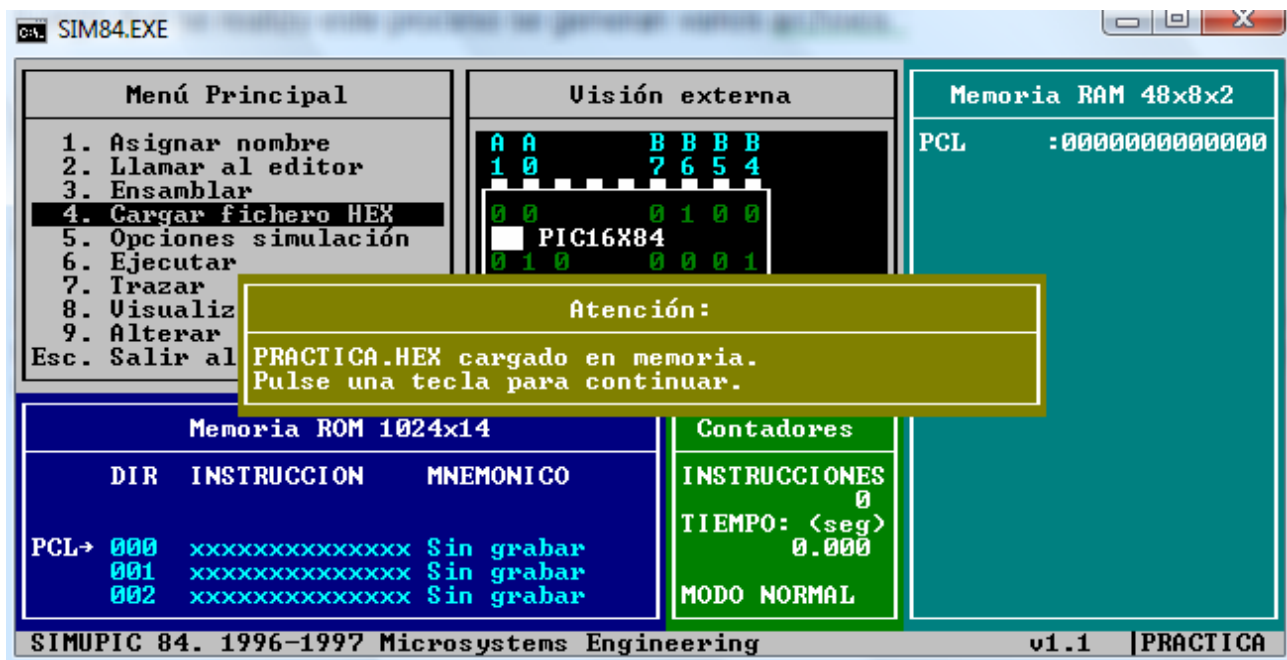 SIM84.EXE
Menú Principal
1. Asignar nombre
2. Llamar al editor
3. Ensamblar
4. Cargar fichero HEX
5. Opciones simulación
6. Ejecutar
7. Trazar
8. Visualiz
9. Alterar
Esc. Salir al
Visión externa
A A B B B B
1 0 7 6 5 4
0 0 0 1 0 0
PIC16X84
0 1 0 0 0 0 1
Memoria RAM 48x8x2
PCL :0000000000000
Atención:
PRACTICA.HEX cargado en memoria.
Pulse una tecla para continuar.
Memoria ROM 1024x14
DIR INSTRUCCION MNEMONICO
PCL→ 000 xxxxxxxxxxxxxx Sin grabar
001 xxxxxxxxxxxxxx Sin grabar
002 xxxxxxxxxxxxxx Sin grabar
Contadores
INSTRUCCIONES
0
TIEMPO: (seg)
0.000
MODO NORMAL
SIMUPIC 84. 1996-1997 Microsystems Engineering v1.1 |PRACTICA